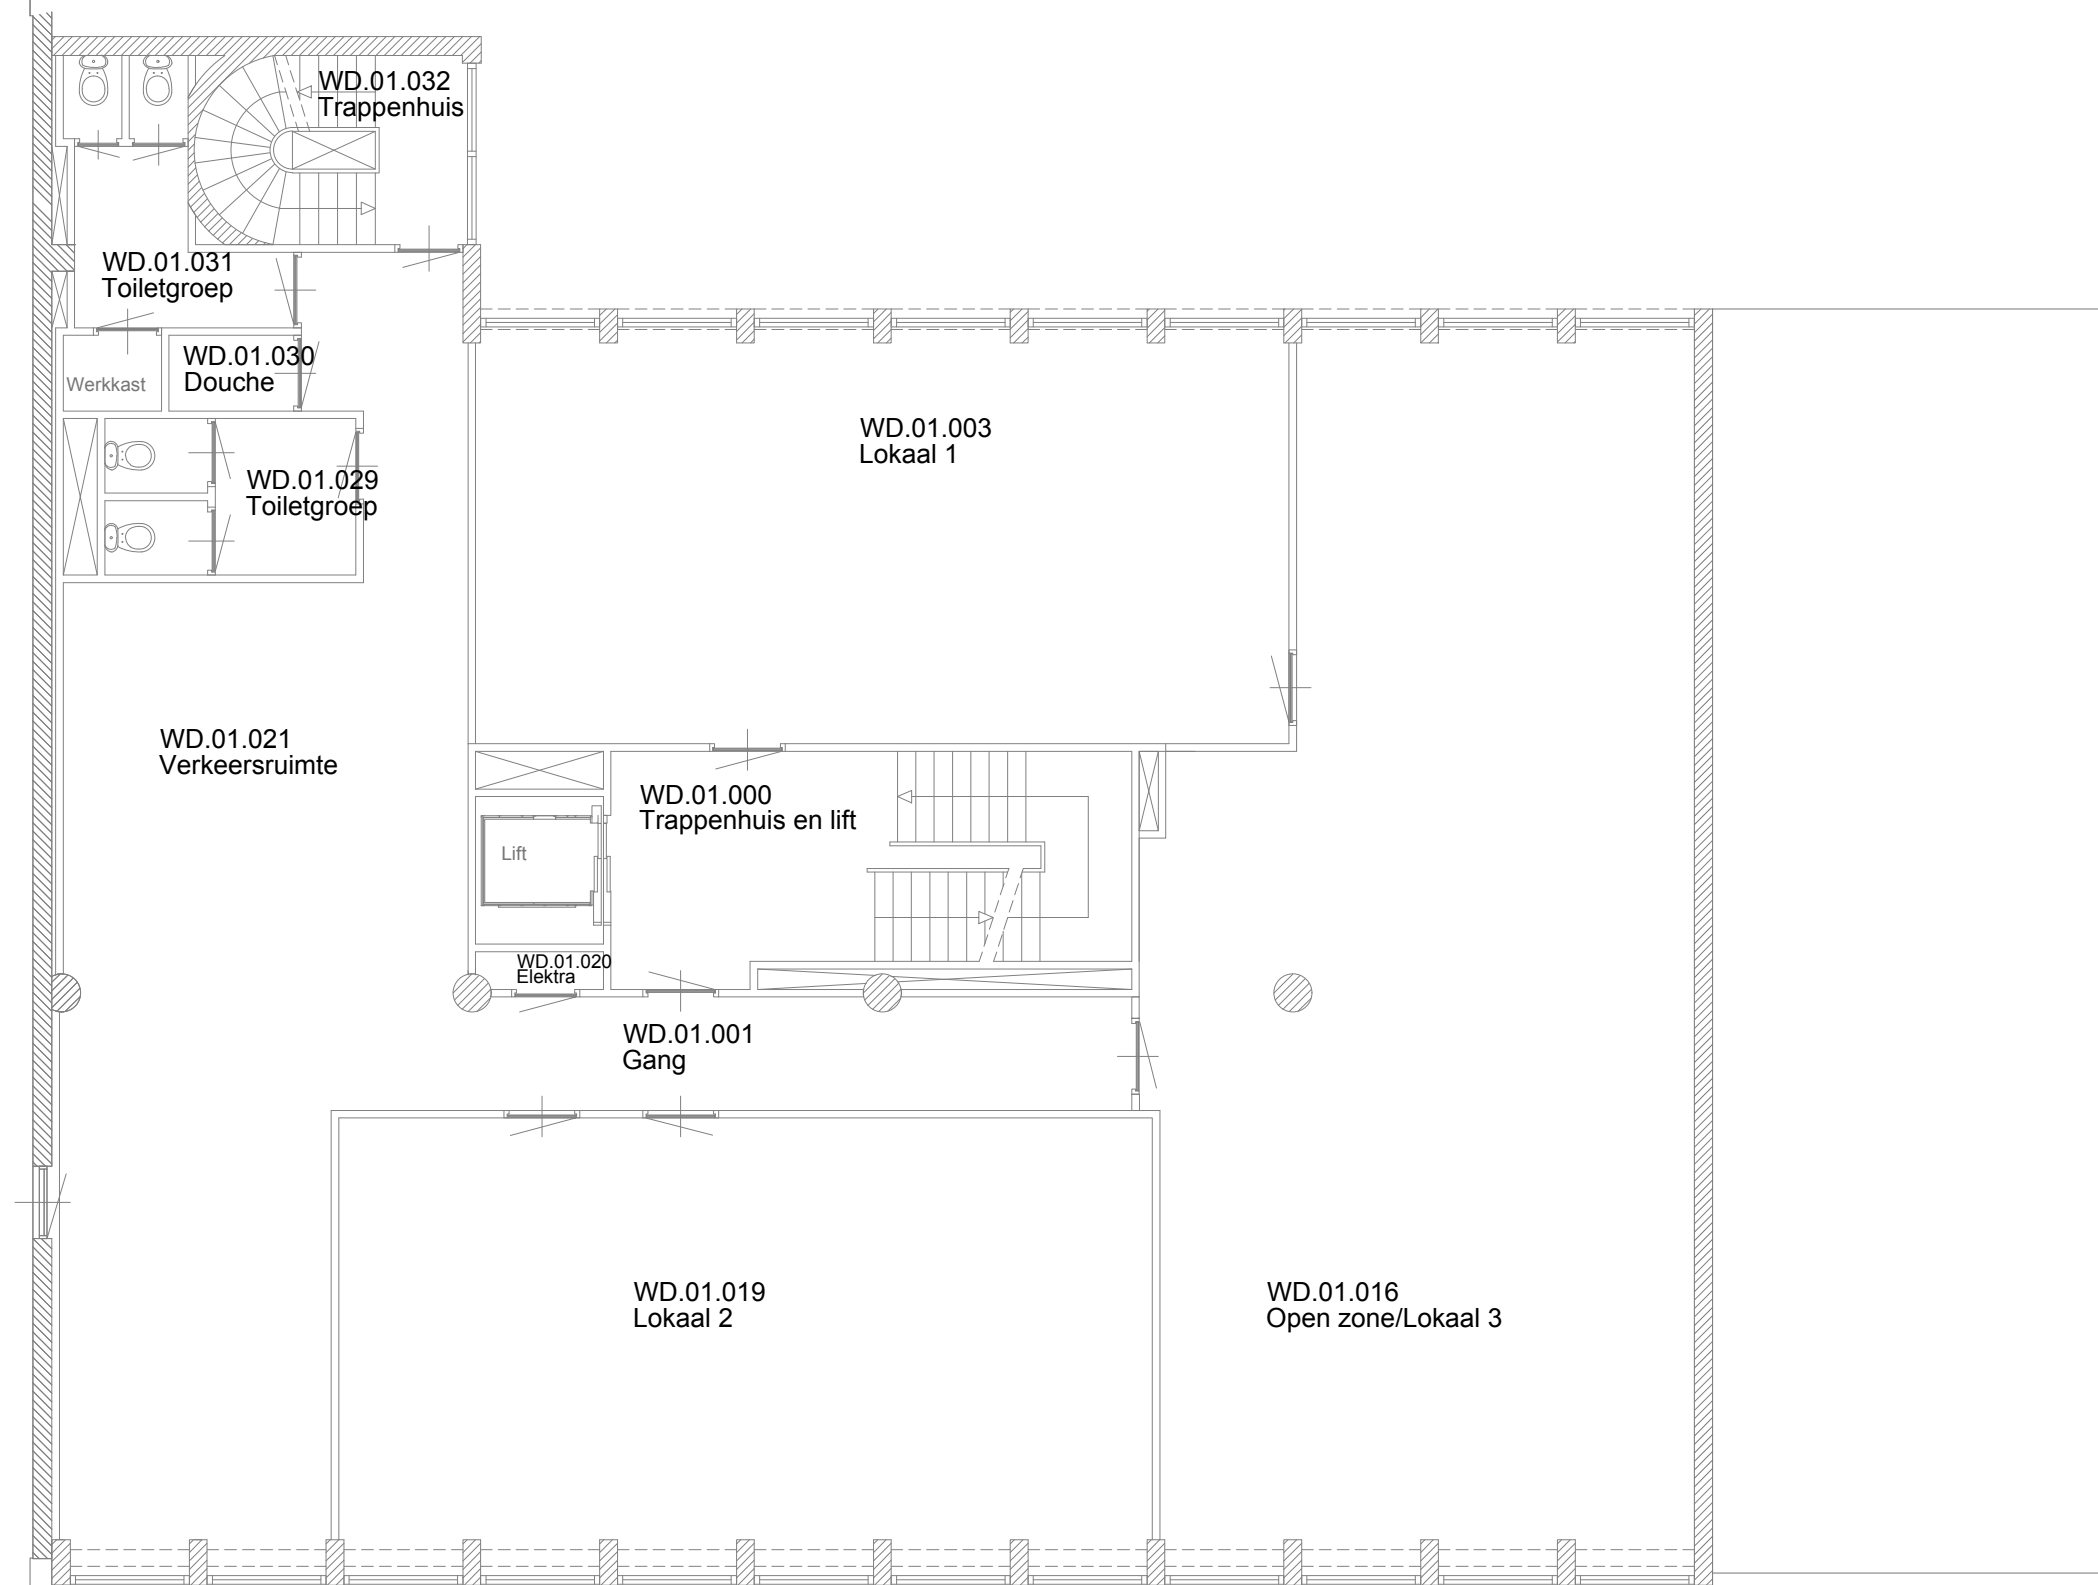 WD.01.032
Trappenhuis
WD.01.031
Toiletgroep
WD.01.030
Douche
Werkkast
WD.01.029
Toiletgroep
WD.01.003
Lokaal 1
WD.01.021
Verkeersruimte
WD.01.000
Trappenhuis en lift
Lift
WD.01.020
Elektra
WD.01.001
Gang
WD.01.019
Lokaal 2
WD.01.016
Open zone/Lokaal 3